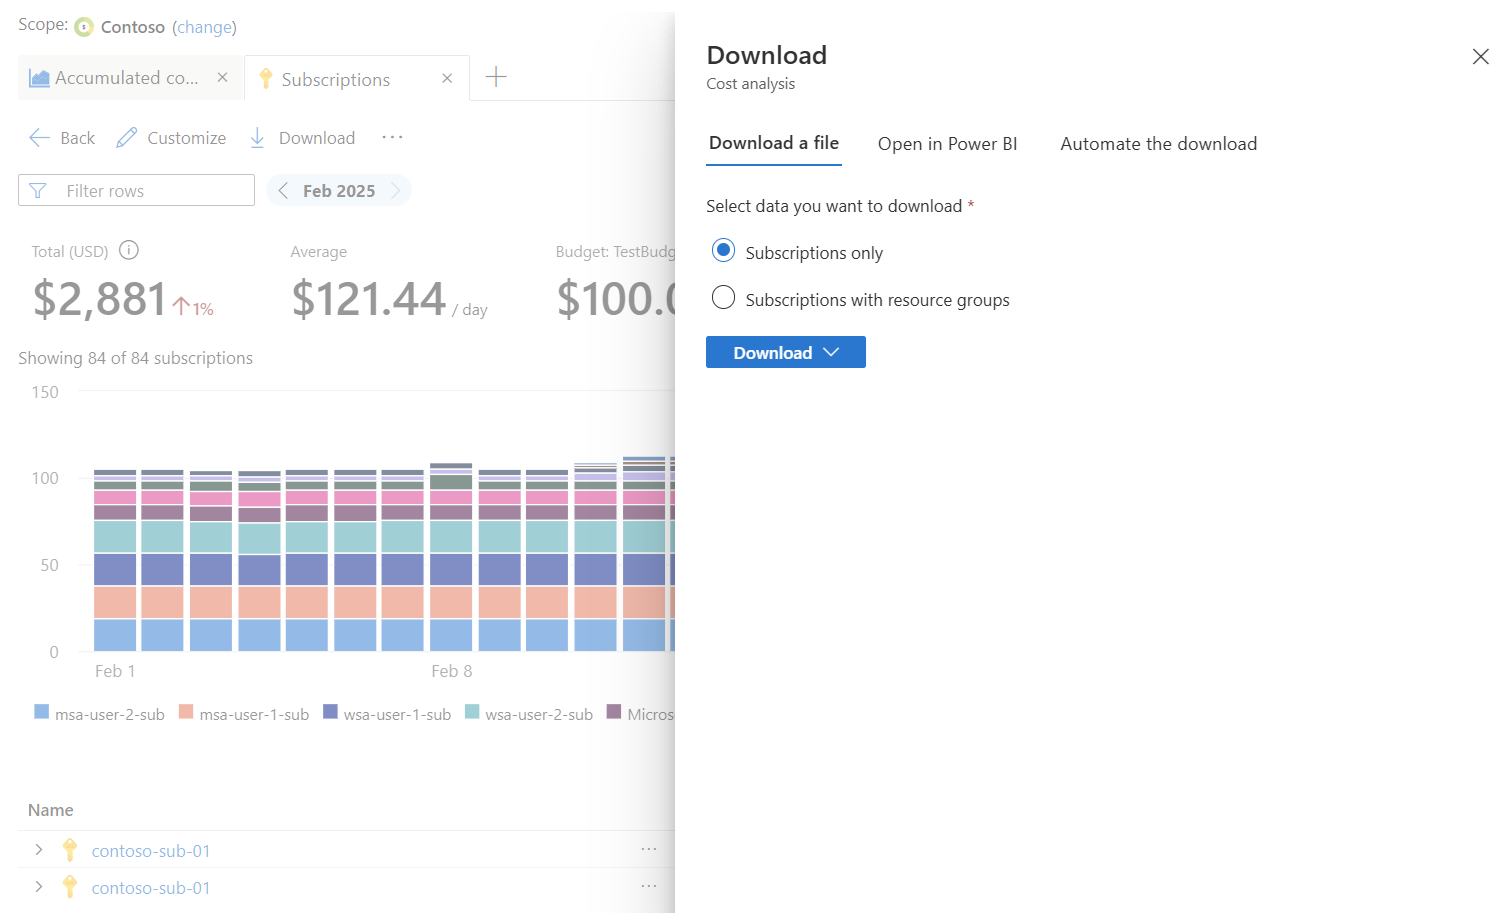 Scope: Contoso (change)
Accumulated co...
Subscriptions
Back
Customize
Download
Filter rows
Feb 2025
Total (USD)
$2,881 1%
Average
$121.44 / day
Budget: TestBudg
$100.0
Showing 84 of 84 subscriptions
150
100
50
0
Feb 1
Feb 8
msa-user-2-sub
msa-user-1-sub
wsa-user-1-sub
wsa-user-2-sub
Micros
Name
contoso-sub-01
contoso-sub-01
Download
Cost analysis
Download a file
Open in Power BI
Automate the download
Select data you want to download *
Subscriptions only
Subscriptions with resource groups
Download